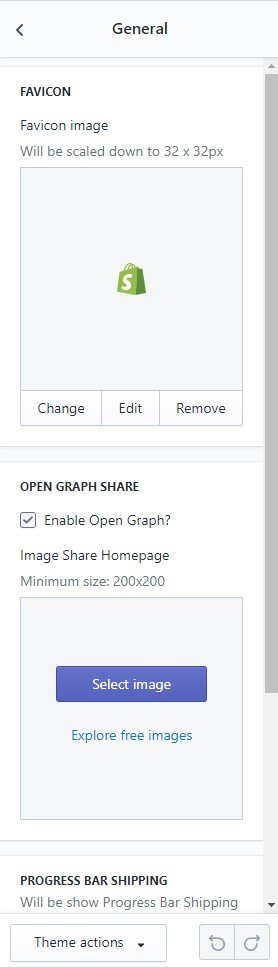 General
FAVICON
Favicon image
Will be scaled down to 32 x 32px
Change Edit Remove
OPEN GRAPH SHARE
Enable Open Graph?
Image Share Homepage
Minimum size: 200x200
Select image
Explore free images
PROGRESS BAR SHIPPING
Will be show Progress Bar Shipping
Theme actions